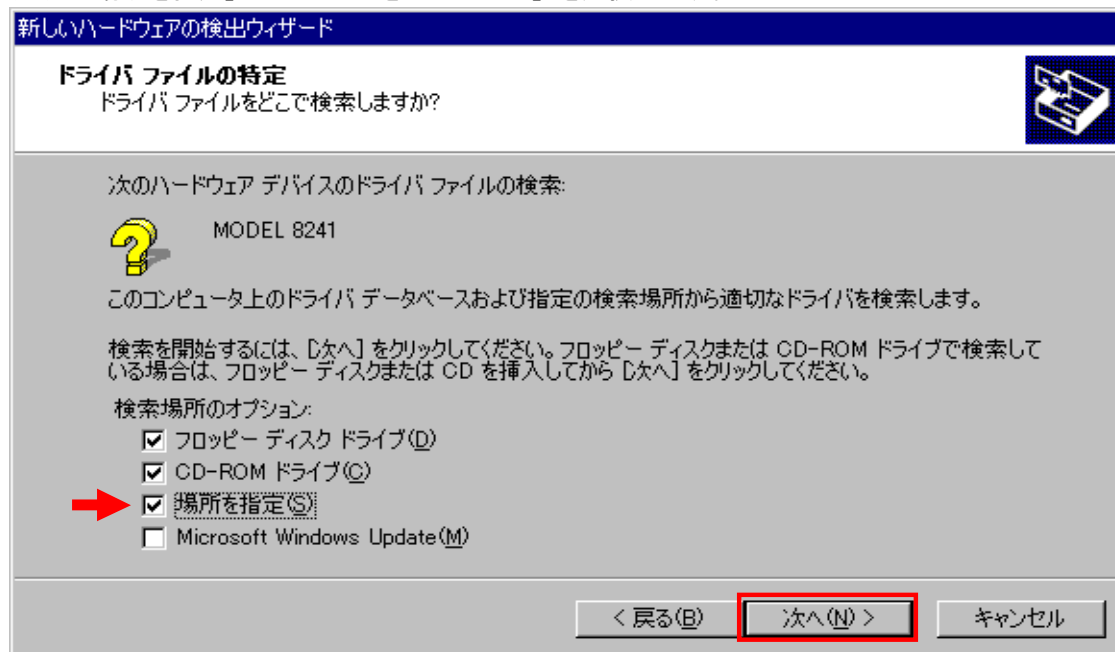 新しいハードウェアの検出ウィザード
ドライバ ファイルの特定
ドライバ ファイルをどこで検索しますか?
次のハードウェア デバイスのドライバ ファイルの検索:
MODEL 8241
このコンピュータ上のドライバ データベースおよび指定の検索場所から適切なドライバを検索します。
検索を開始するには、[次へ] をクリックしてください。フロッピー ディスクまたは CD-ROM ドライブで検索して
いる場合は、フロッピー ディスクまたは CD を挿入してから [次へ] をクリックしてください。
検索場所のオプション:
フロッピー ディスク ドライブ(D)
CD-ROM ドライブ(C)
場所を指定(S)
Microsoft Windows Update(M)
< 戻る(B) 次へ(N) > キャンセル